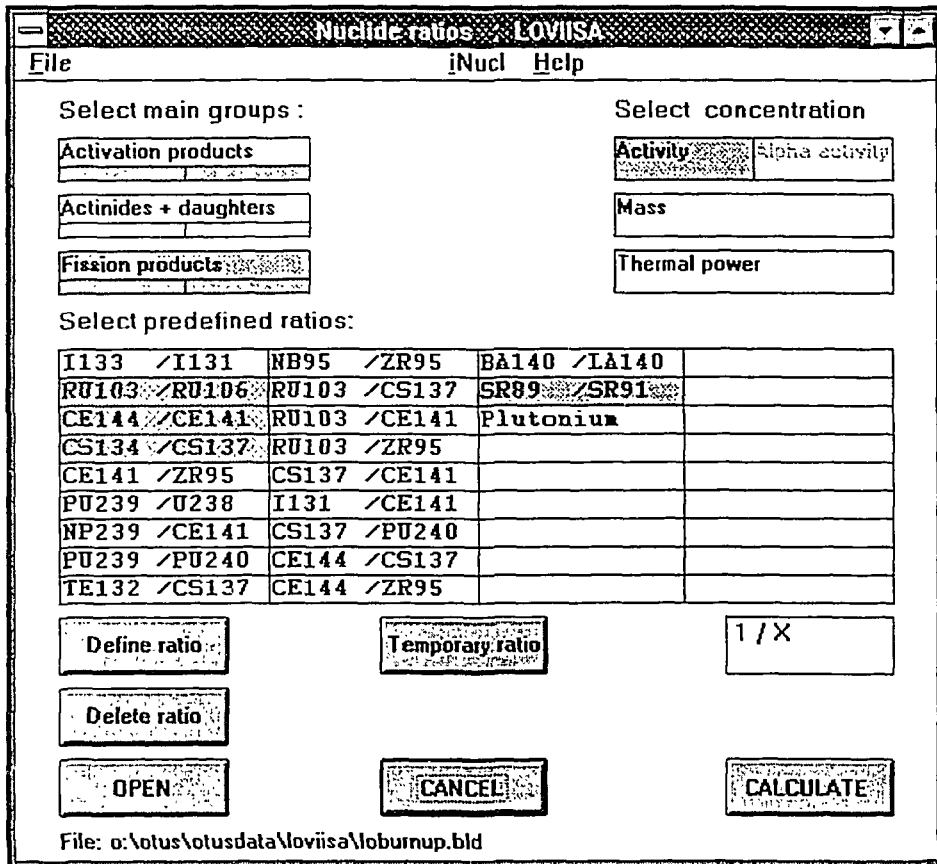 Nuclide ratios : LOVIISA
File iNucl Help
Select main groups : Select concentration
Activation products Activity Alpha activity
Actinides + daughters Mass
Fission products Thermal power
Select predefined ratios:
I133 /I131 NB95 /ZR95 BA140 /LA140
RU103 /RU106 RU103 /CS137 SR89 /SR91
CE144 /CE141 RU103 /CE141 Plutonium
CS134 /CS137 RU103 /ZR95
CE141 /ZR95 CS137 /CE141
PU239 /U238 I131 /CE141
NP239 /CE141 CS137 /PU240
PU239 /PU240 CE144 /CS137
TE132 /CS137 CE144 /ZR95
Define ratio Temporary ratio 1 / X
Delete ratio
OPEN CANCEL CALCULATE
File: o:\otus\otusdata\loviisa\loburnup.bld